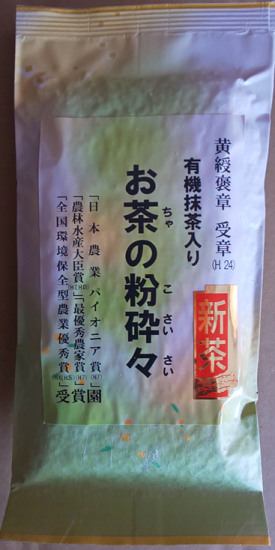 黄綬褒章 受章(H24)
有機抹茶入り
お茶の粉砕々
ちゃ こ さい さい
新茶
「日本農業パイオニア賞」(H7)園
「農林水産大臣賞」「最優秀農家賞」(H7)賞
「全国環境保全型農業優秀賞」受